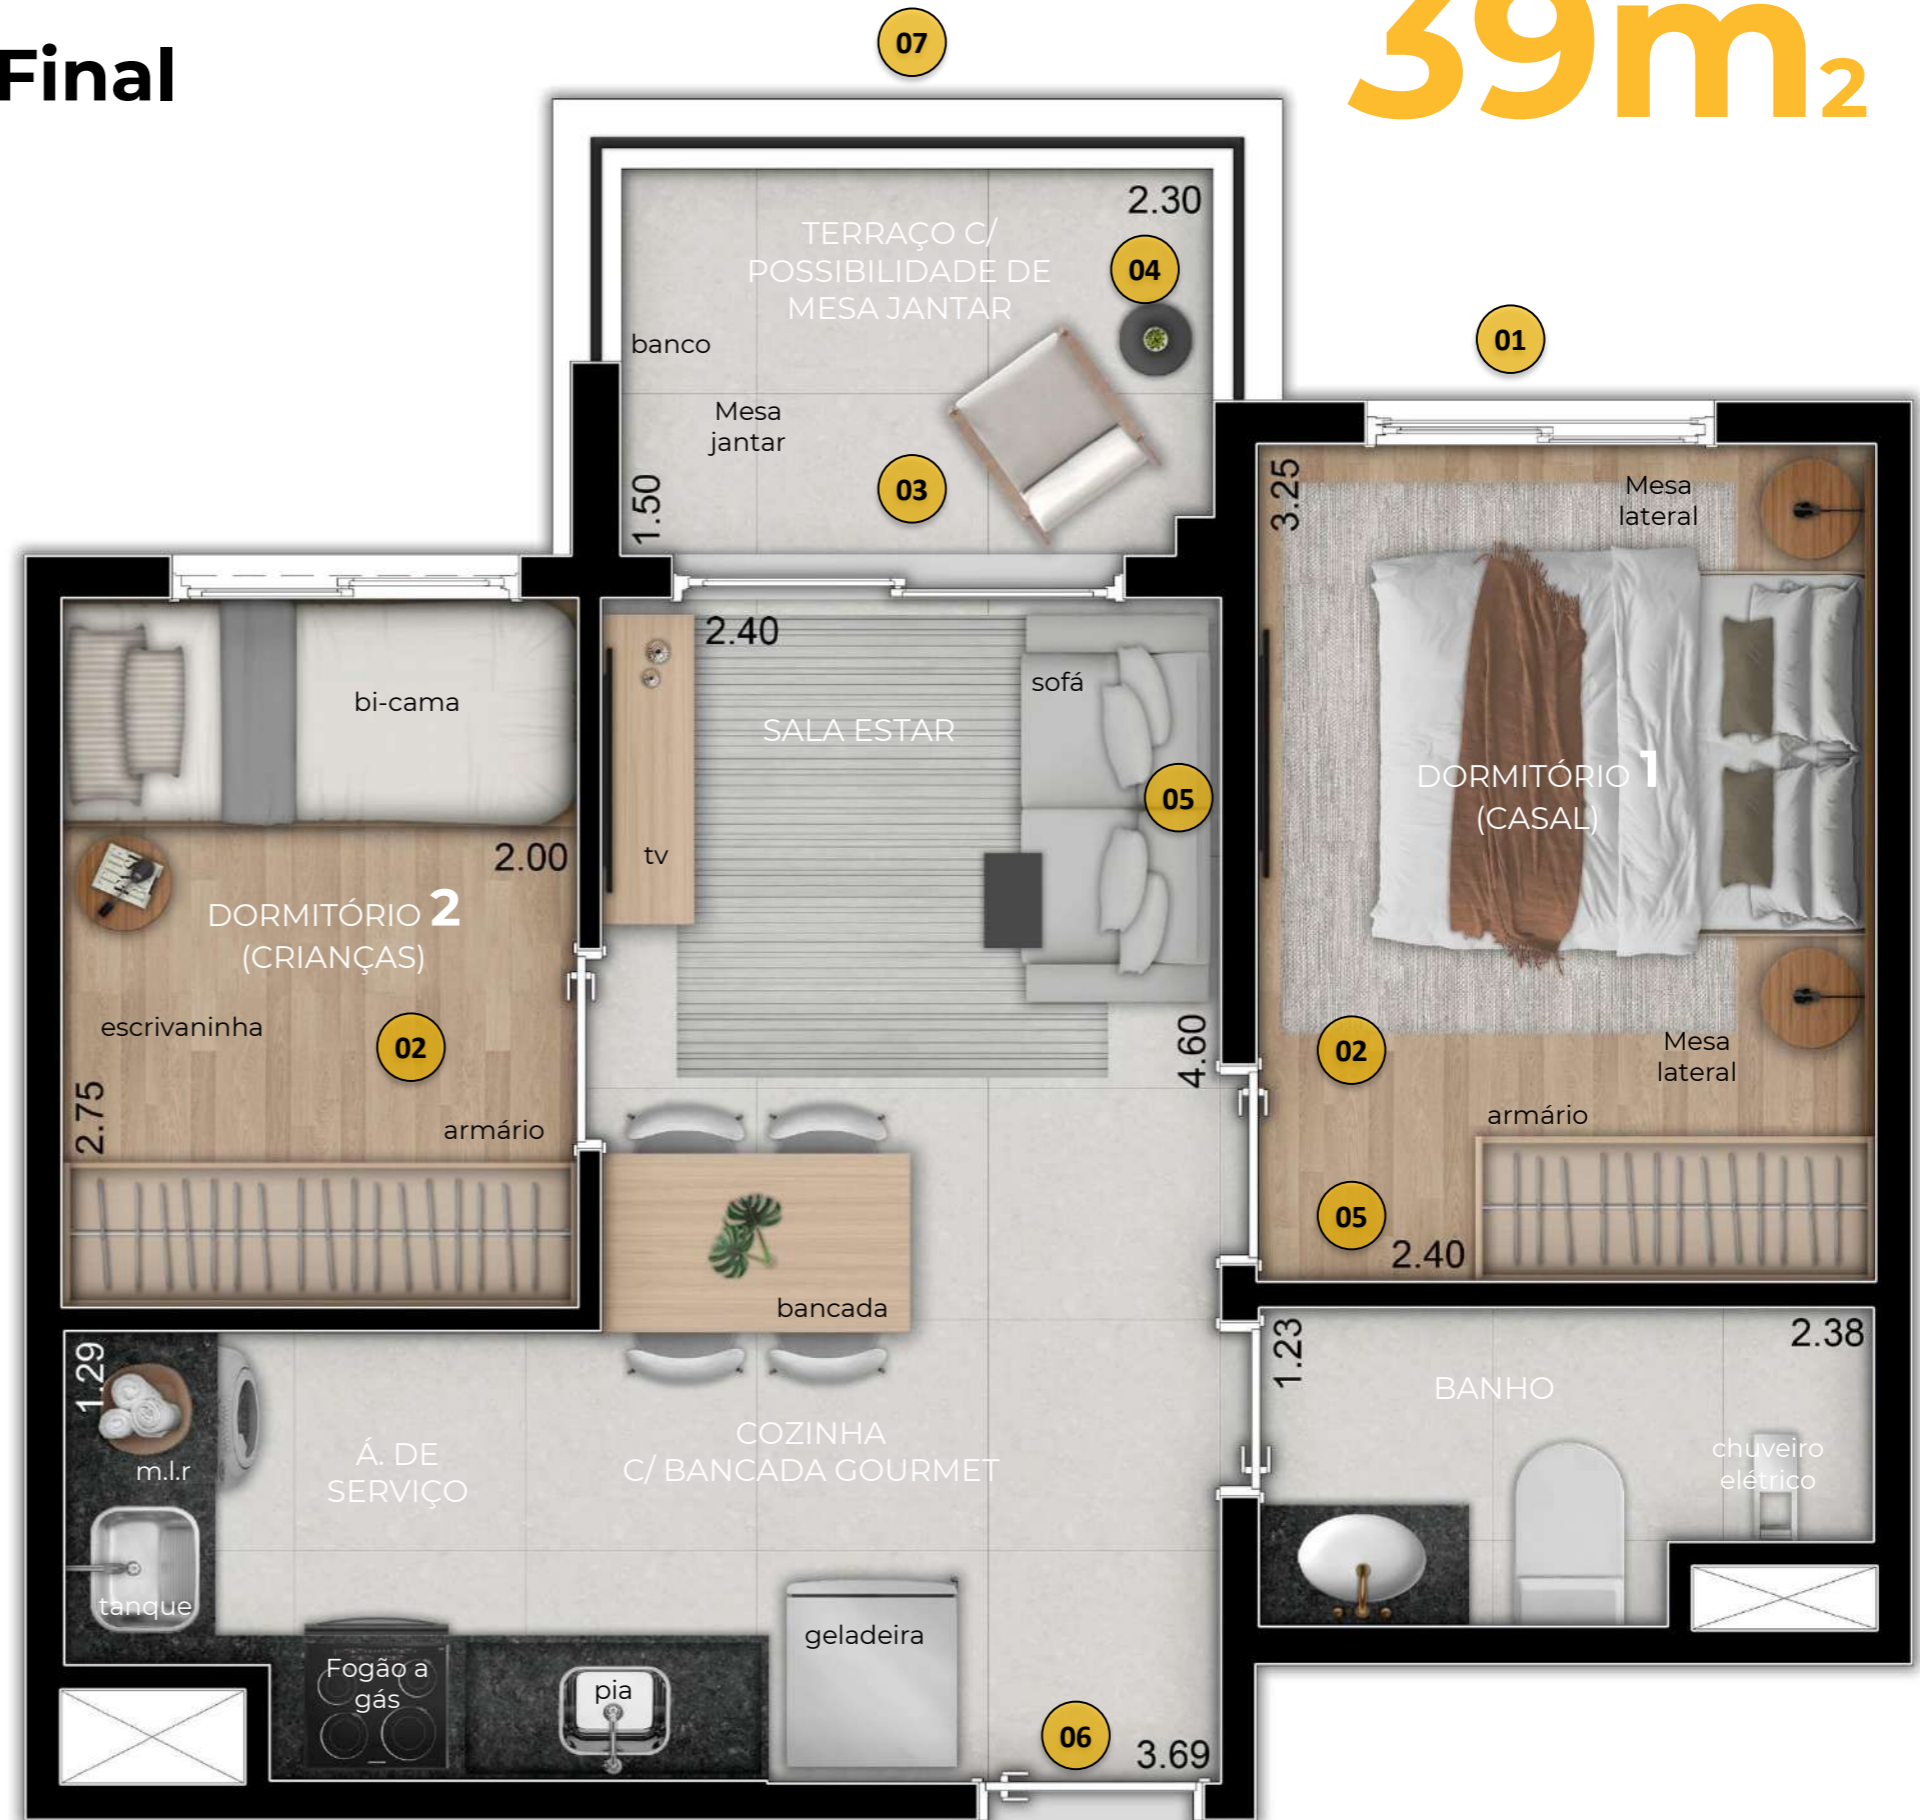 Final
39m2
07
2.30
TERRAÇO C/
POSSIBILIDADE DE
MESA JANTAR
04
banco
01
Mesa
jantar
03
1.50
3.25
Mesa
lateral
2.40
bi-cama
sofá
SALA ESTAR
05
DORMITÓRIO 1
(CASAL)
tv
2.00
DORMITÓRIO 2
(CRIANÇAS)
escrivaninha
02
2.75
armário
4.60
02
Mesa
lateral
armário
05
2.40
bancada
1.29
m.l.r
Á. DE
SERVIÇO
COZINHA
C/ BANCADA GOURMET
1.23
2.38
BANHO
chuveiro
elétrico
tanque
Fogão a
gás
pia
geladeira
06
3.69